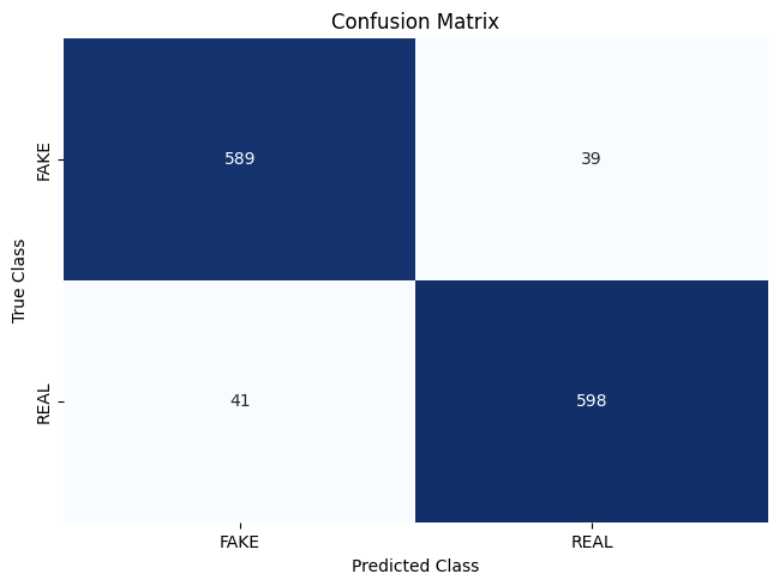 Confusion Matrix
FAKE
589
39
True Class
REAL
41
598
FAKE
REAL
Predicted Class